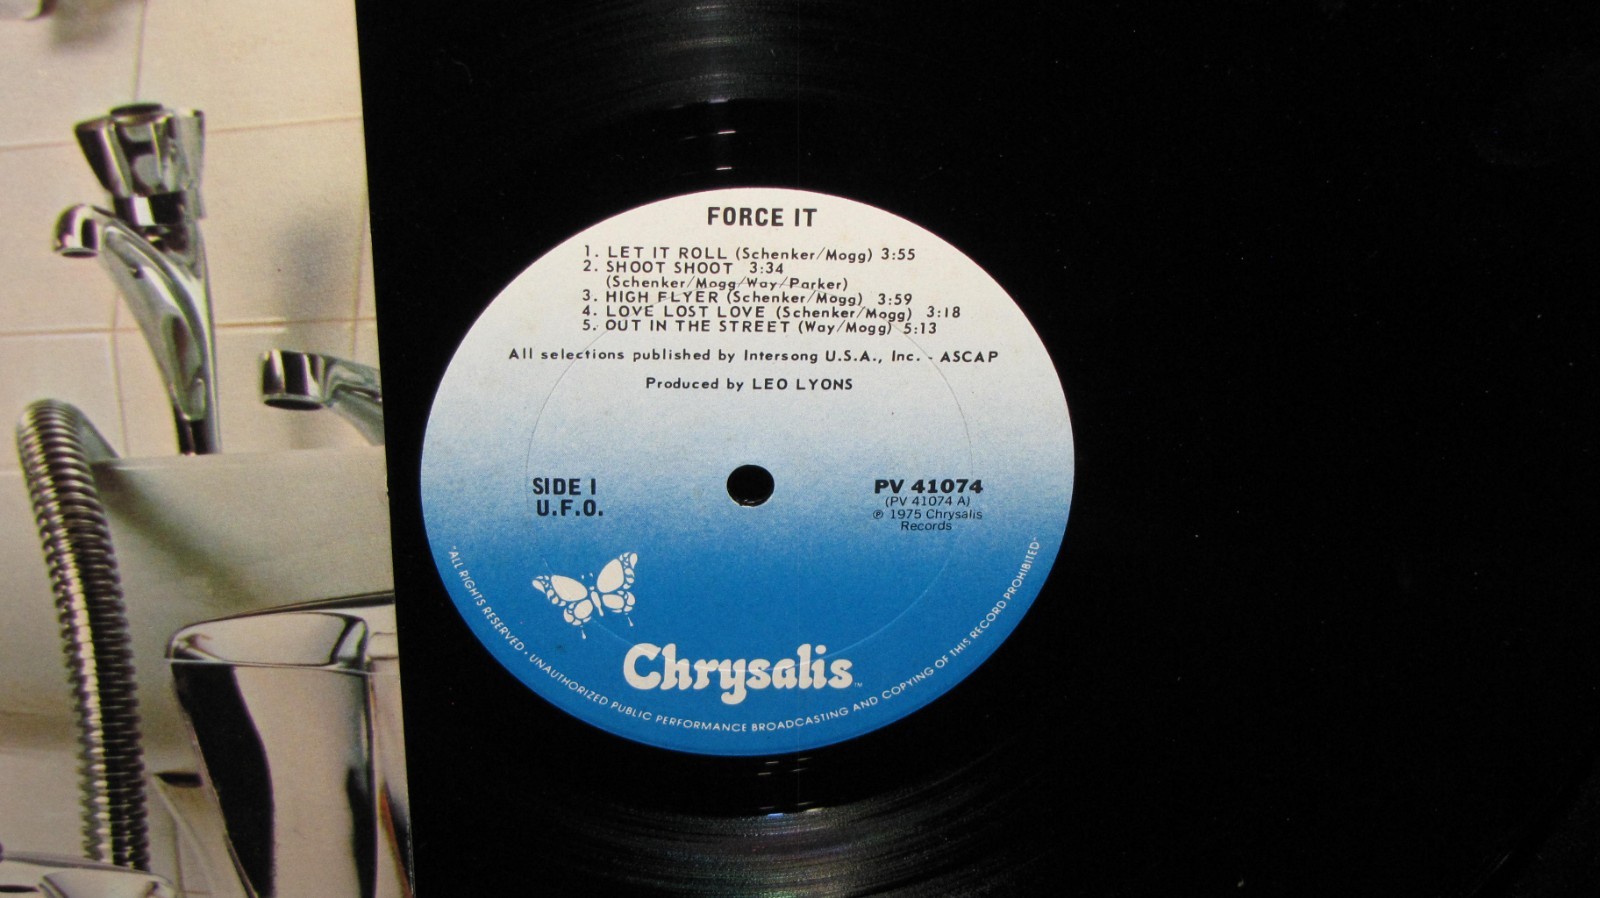 FORCE IT
1. LET IT ROLL (Schenker/Mogg) 3:55
2. SHOOT SHOOT 3:34
(Schenker/Mogg/Way/Parker)
3. HIGH FLYER (Schenker/Mogg) 3:59
4. LOVE LOST LOVE (Schenker/Mogg) 3:18
5. OUT IN THE STREET (Way/Mogg) 5:13
All selections published by Intersong U.S.A., Inc. - ASCAP
Produced by LEO LYONS
SIDE I
U.F.O.
PV 41074
(PV 41074 A)
℗ 1975 Chrysalis
Records
Chrysalis™
"ALL RIGHTS RESERVED • UNAUTHORIZED PUBLIC PERFORMANCE BROADCASTING AND COPYING OF THIS RECORD PROHIBITED"